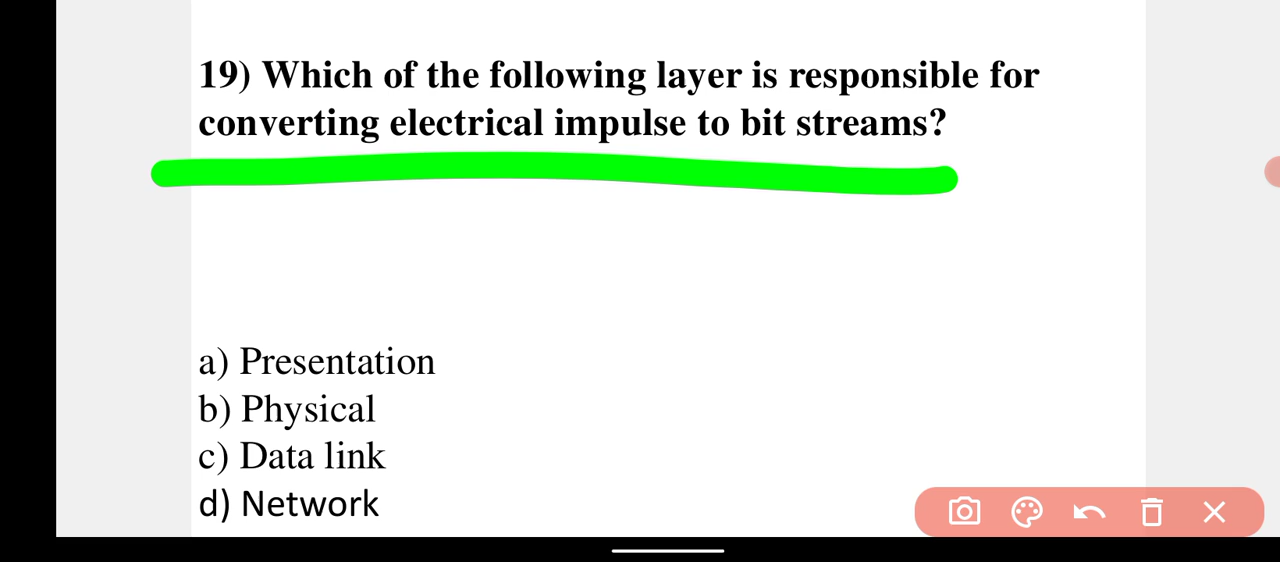 19) Which of the following layer is responsible for
converting electrical impulse to bit streams?
a) Presentation
b) Physical
c) Data link
d) Network